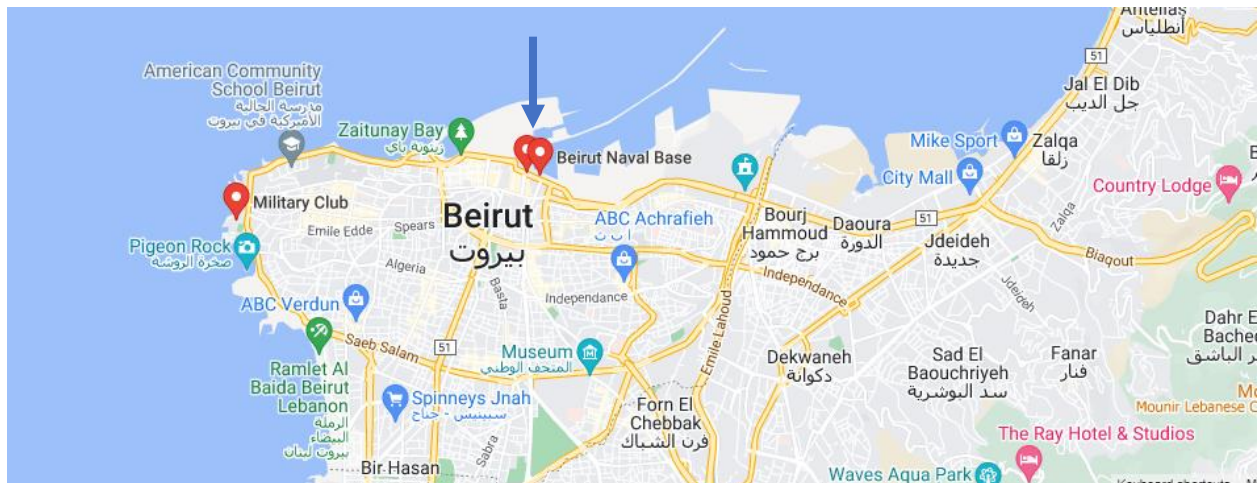 Antelias
أنطلياس
51
American Community
School Beirut
مدرسة الجالية
الأميركية في بيروت
Jal El Dib
جل الديب
Zaitunay Bay
زيتونة باي
Mike Sport
Zalqa
زلقا
Beirut Naval Base
City Mall
Country Lodge
Military Club
Emile Edde
Spears
Beirut
بيروت
ABC Achrafieh
ا ب ث
Bourj
Hammoud
برج حمود
Daoura
الدورة
51
Zalqa
Jdeideh
جديدة
Biaqout
Pigeon Rock
صخرة الروشة
Algeria
Basta
Independance
Independance
Jdeideh
ABC Verdun
Emile Lahoud
Saeb Salam
51
Museum
المتحف الوطني
Dekwaneh
دكوانة
Sad El
Baouchriyeh
سد البوشرية
Fanar
فنار
Dahr E
Bache
ر الباشق
Ramlet Al
Baida Beirut
Lebanon
الرملة
البيضاء
بيروت لبنان
Spinneys Jnah
سبينيس - جناح
Forn El
Chebbak
فرن الشباك
Mounir Lebanese
The Ray Hotel & Studios
Bir Hasan
Sabra
Waves Aqua Park